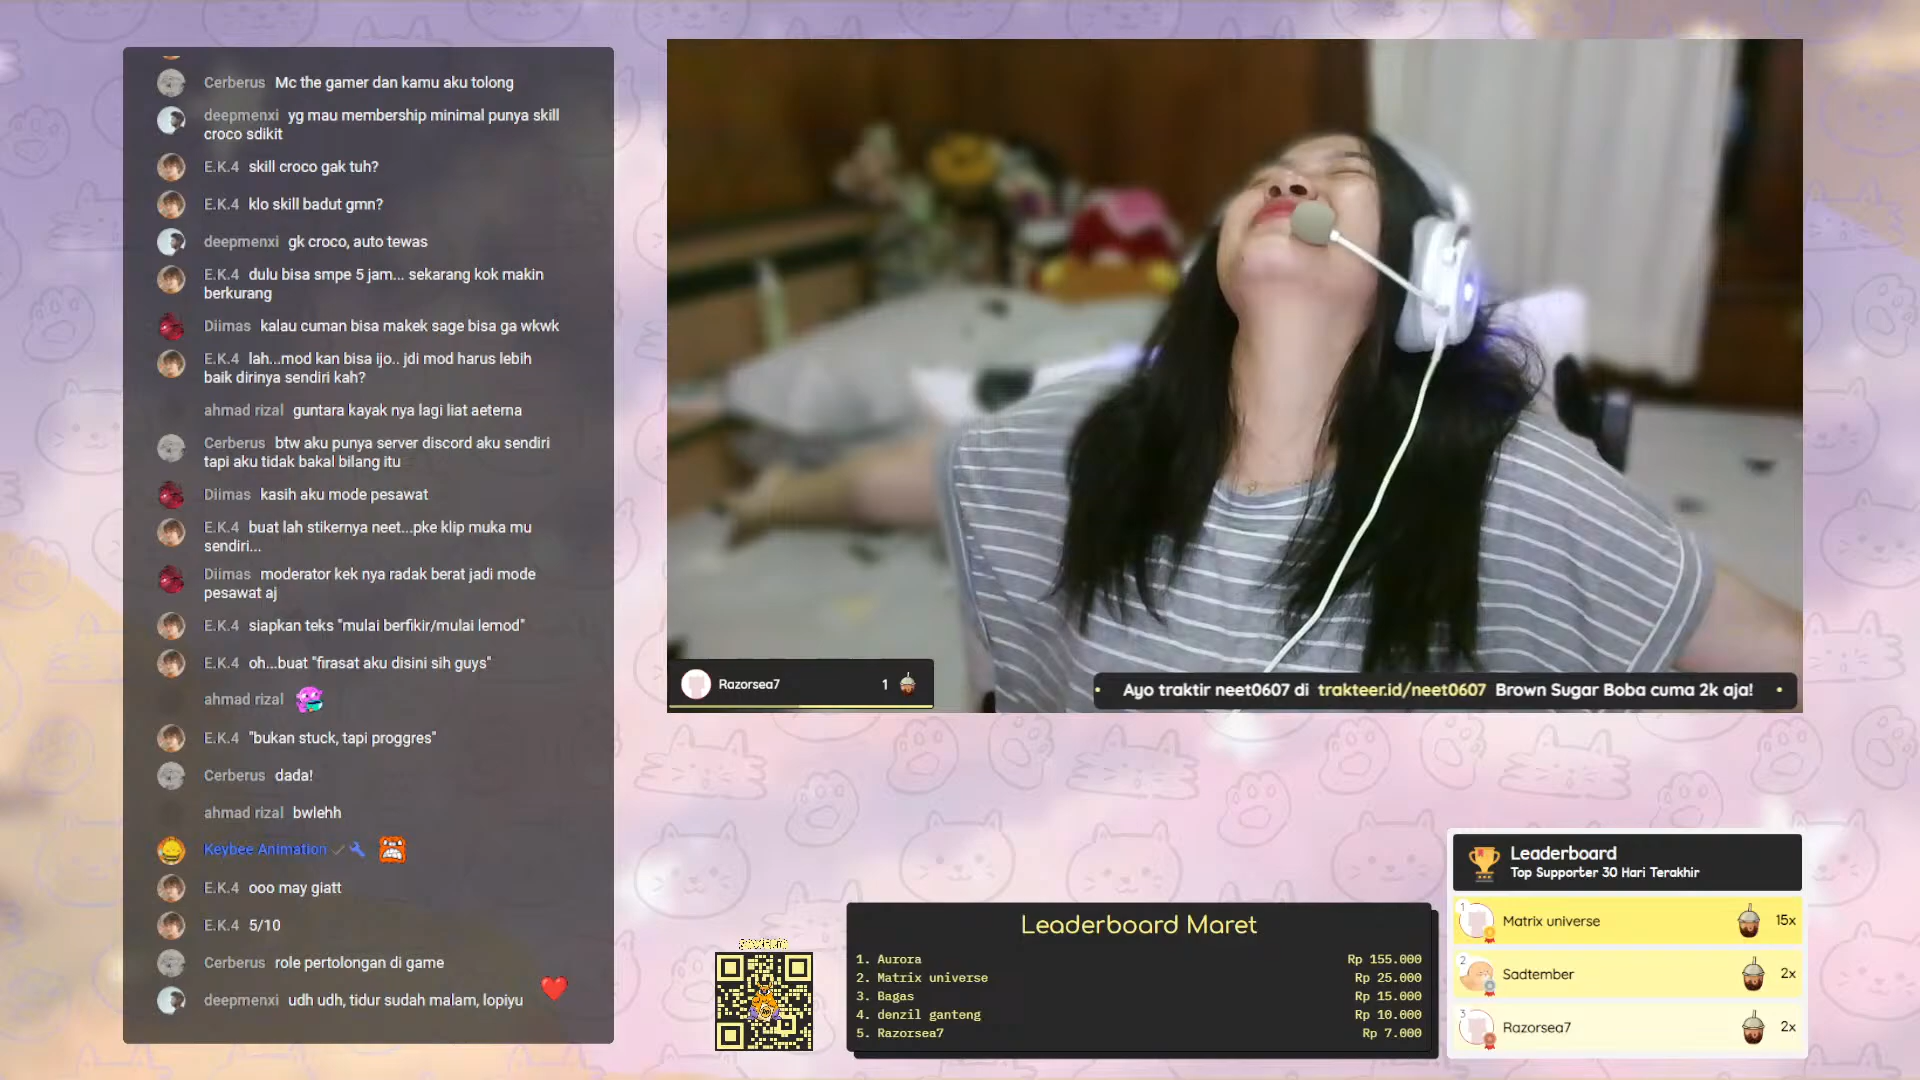 Cerberus Mc the gamer dan kamu aku tolong
deepmenxi yg mau membership minimal punya skill
croco sdikit
E.K.4 skill croco gak tuh?
E.K.4 klo skill badut gmn?
deepmenxi gk croco, auto tewas
E.K.4 dulu bisa smpe 5 jam... sekarang kok makin
berkurang
Diimas kalau cuman bisa makek sage bisa ga wkwk
E.K.4 lah...mod kan bisa ijo.. jdi mod harus lebih
baik dirinya sendiri kah?
ahmad rizal guntara kayak nya lagi liat aeterna
Cerberus btw aku punya server discord aku sendiri
tapi aku tidak bakal bilang itu
Diimas kasih aku mode pesawat
E.K.4 buat lah stikernya neet...pke klip muka mu
sendiri...
Diimas moderator kek nya radak berat jadi mode
pesawat aj
E.K.4 siapkan teks "mulai berfikir/mulai lemod"
E.K.4 oh...buat "firasat aku disini sih guys"
ahmad rizal
E.K.4 "bukan stuck, tapi proggres"
Cerberus dada!
ahmad rizal bwlehh
Keybee Animation
E.K.4 ooo may giatt
E.K.4 5/10
Cerberus role pertolongan di game
deepmenxi udh udh, tidur sudah malam, lopiyu
Razorsea7 1
Ayo traktir neet0607 di trakteer.id/neet0607 Brown Sugar Boba cuma 2k aja!
Leaderboard Maret
1. Aurora Rp 155.000
2. Matrix universe Rp 25.000
3. Bagas Rp 15.000
4. denzil ganteng Rp 10.000
5. Razorsea7 Rp 7.000
Leaderboard
Top Supporter 30 Hari Terakhir
1 Matrix universe 15x
2 Sadtember 2x
3 Razorsea7 2x